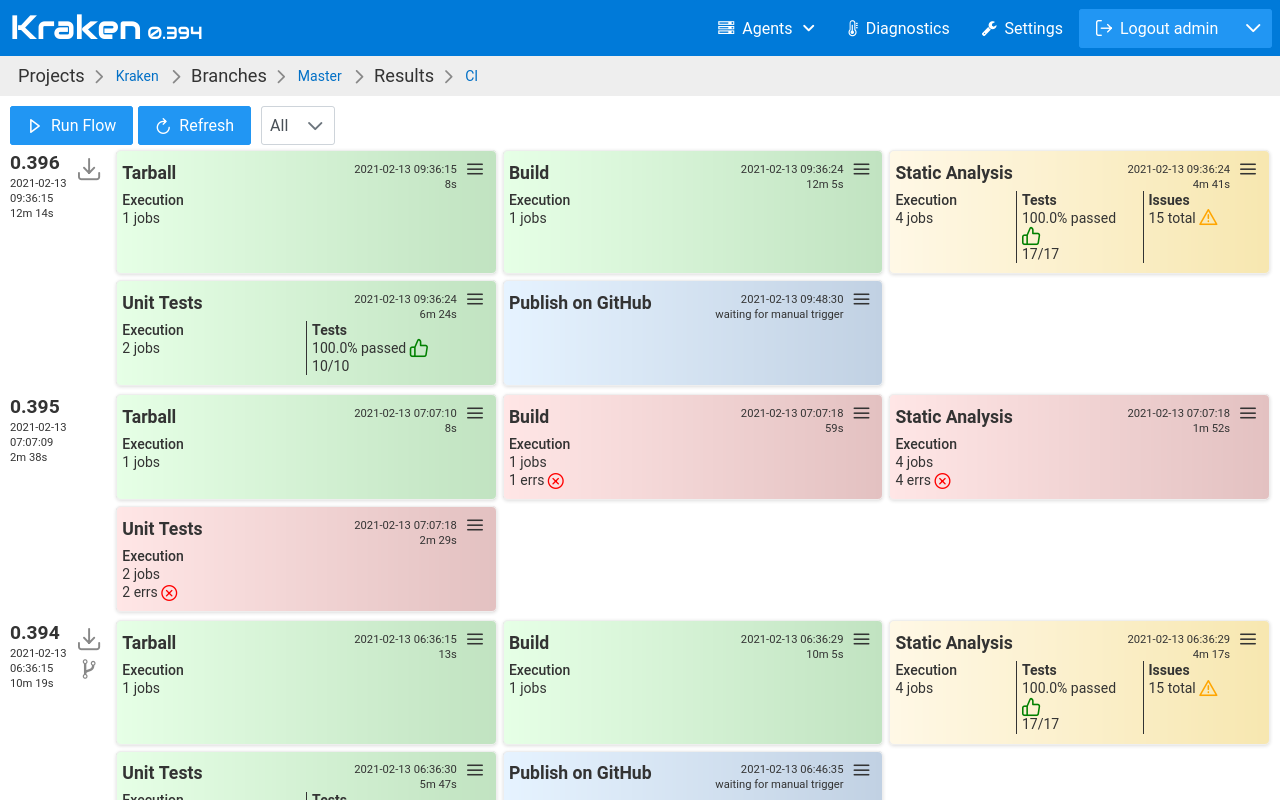 Kraken 0.394
Agents
Diagnostics
Settings
Logout admin
Projects > Kraken > Branches > Master > Results > CI
Run Flow
Refresh
All
0.396
2021-02-13
09:36:15
12m 14s
Tarball
2021-02-13 09:36:15
8s
Execution
1 jobs
Build
2021-02-13 09:36:24
12m 5s
Execution
1 jobs
Static Analysis
2021-02-13 09:36:24
4m 41s
Execution
4 jobs
Tests
100.0% passed
17/17
Issues
15 total
Unit Tests
2021-02-13 09:36:24
6m 24s
Execution
2 jobs
Tests
100.0% passed
10/10
Publish on GitHub
2021-02-13 09:48:30
waiting for manual trigger
0.395
2021-02-13
07:07:09
2m 38s
Tarball
2021-02-13 07:07:10
8s
Execution
1 jobs
Build
2021-02-13 07:07:18
59s
Execution
1 jobs
1 errs
Static Analysis
2021-02-13 07:07:18
1m 52s
Execution
4 jobs
4 errs
Unit Tests
2021-02-13 07:07:18
2m 29s
Execution
2 jobs
2 errs
0.394
2021-02-13
06:36:15
10m 19s
Tarball
2021-02-13 06:36:15
13s
Execution
1 jobs
Build
2021-02-13 06:36:29
10m 5s
Execution
1 jobs
Static Analysis
2021-02-13 06:36:29
4m 17s
Execution
4 jobs
Tests
100.0% passed
17/17
Issues
15 total
Unit Tests
2021-02-13 06:36:30
5m 47s
Execution
Tests
Publish on GitHub
2021-02-13 06:46:35
waiting for manual trigger